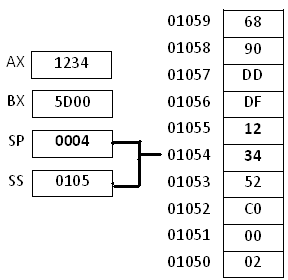 01059 68
01058 90
AX 1234
01057 DD
BX 5D00
01056 DF
01055 12
SP 0004
01054 34
SS 0105
01053 52
01052 C0
01051 00
01050 02